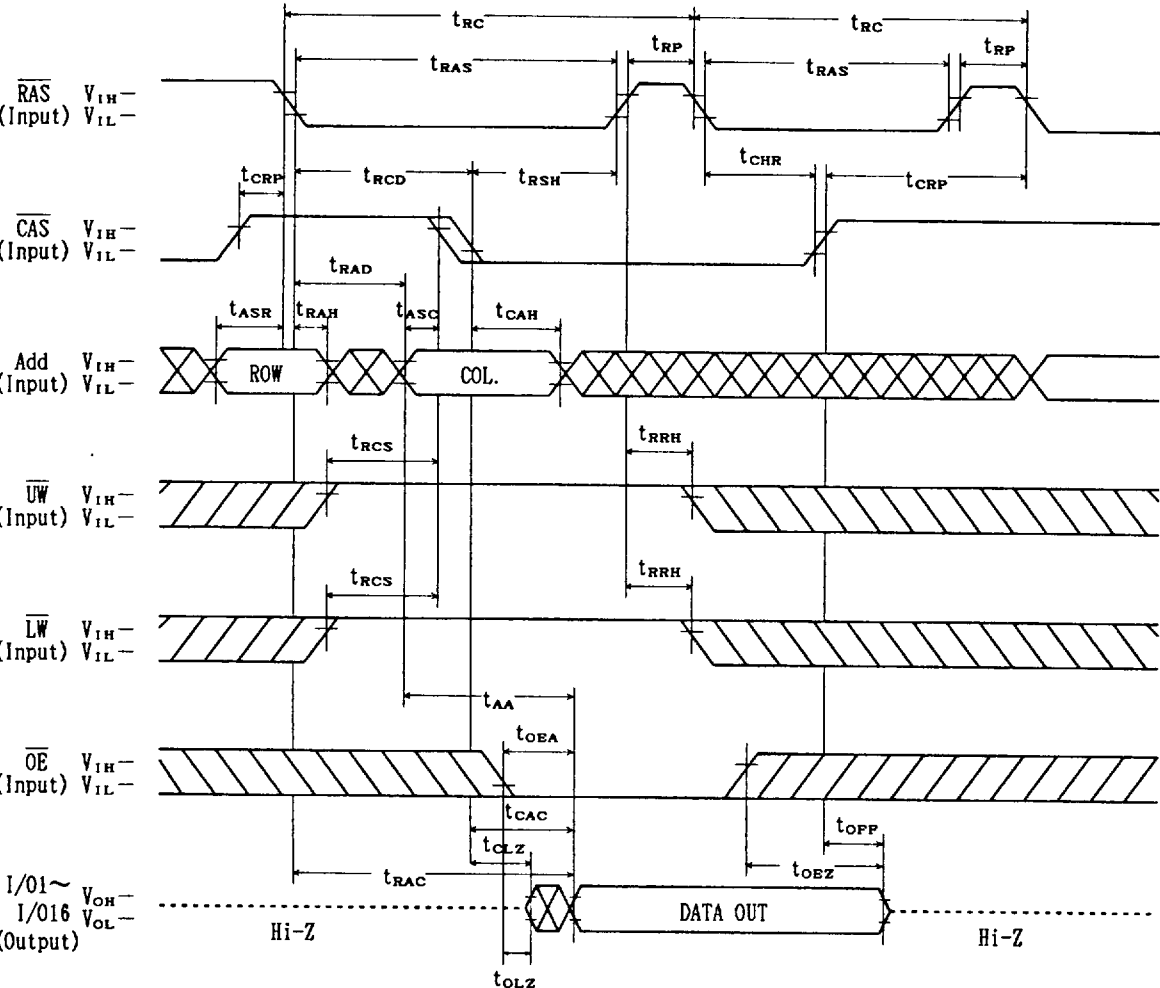 tRC tRC
tRP tRP
tRAS tRAS
RAS VIH
(Input) VIL
tCHR
tCRP tRCD tRSH tCRP
CAS VIH
(Input) VIL
tRAD
tASR tRAH tASC tCAH
Add VIH
(Input) VIL
ROW COL.
tRCS tRRH
UW VIH
(Input) VIL
tRCS tRRH
LW VIH
(Input) VIL
tAA
tOEA
OE VIH
(Input) VIL
tCAC
tOFF
tCLZ
tOEZ
tRAC
I/O1~ VOH
I/O16 VOL
(Output)
DATA OUT
Hi-Z Hi-Z
tOLZ